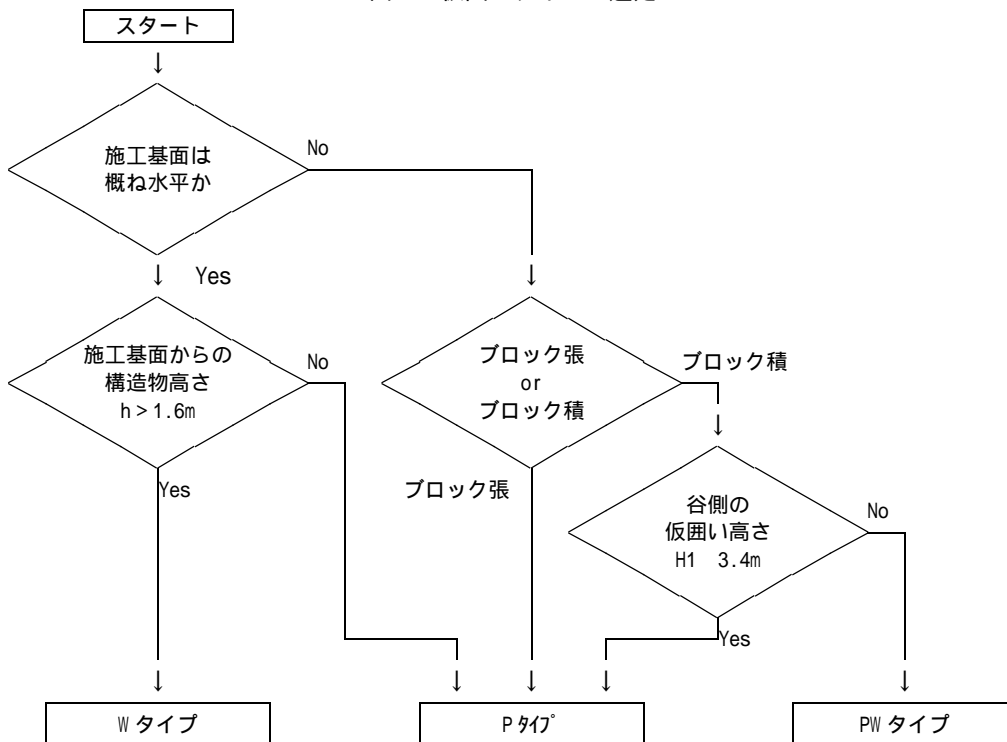 スタート
↓
施工基面は
概ね水平か
No
↓
Yes
↓
施工基面からの
構造物高さ
h＞1.6m
No
Yes
ブロック張
or
ブロック積
ブロック積
↓
ブロック張
谷側の
仮囲い高さ
H1 3.4m
No
Yes
↓ ↓ ↓ ↓ ↓
W タイプ
P ﾀｲﾌﾟ
PW タイプ